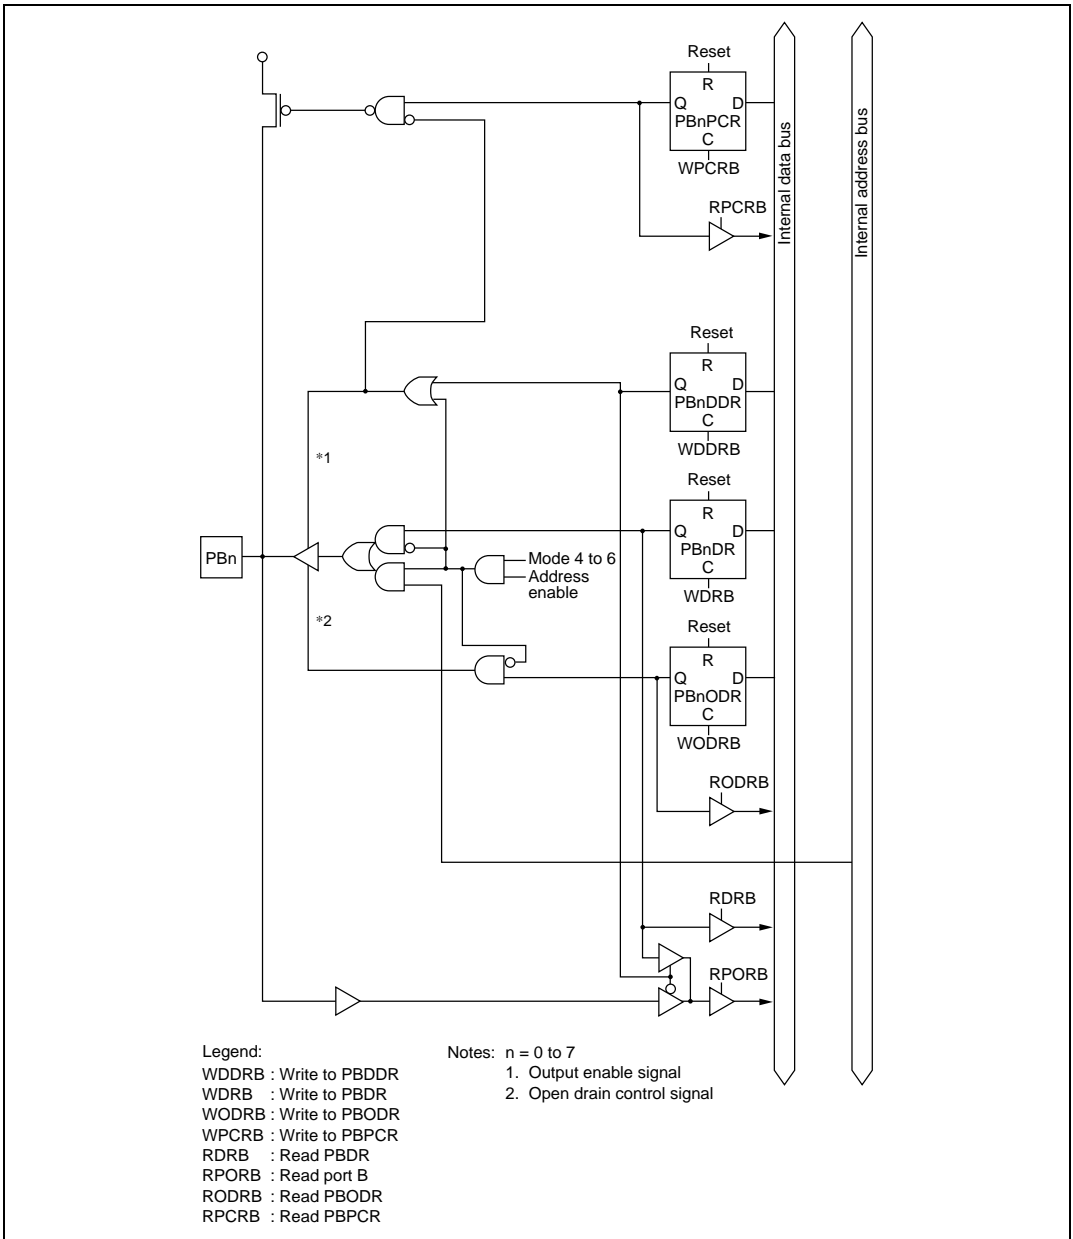 Reset
R
Q D
PBnPCR
C
WPCRB
RPCRB
Internal data bus
Internal address bus
Reset
R
Q D
PBnDDR
C
WDDRB
*1
Reset
R
Q D
PBnDR
C
WDRB
PBn
Mode 4 to 6
Address
enable
*2
Reset
R
Q D
PBnODR
C
WODRB
RODRB
RDRB
RPORB
Legend:
WDDRB : Write to PBDDR
WDRB : Write to PBDR
WODRB : Write to PBODR
WPCRB : Write to PBPCR
RDRB : Read PBDR
RPORB : Read port B
RODRB : Read PBODR
RPCRB : Read PBPCR
Notes: n = 0 to 7
1. Output enable signal
2. Open drain control signal